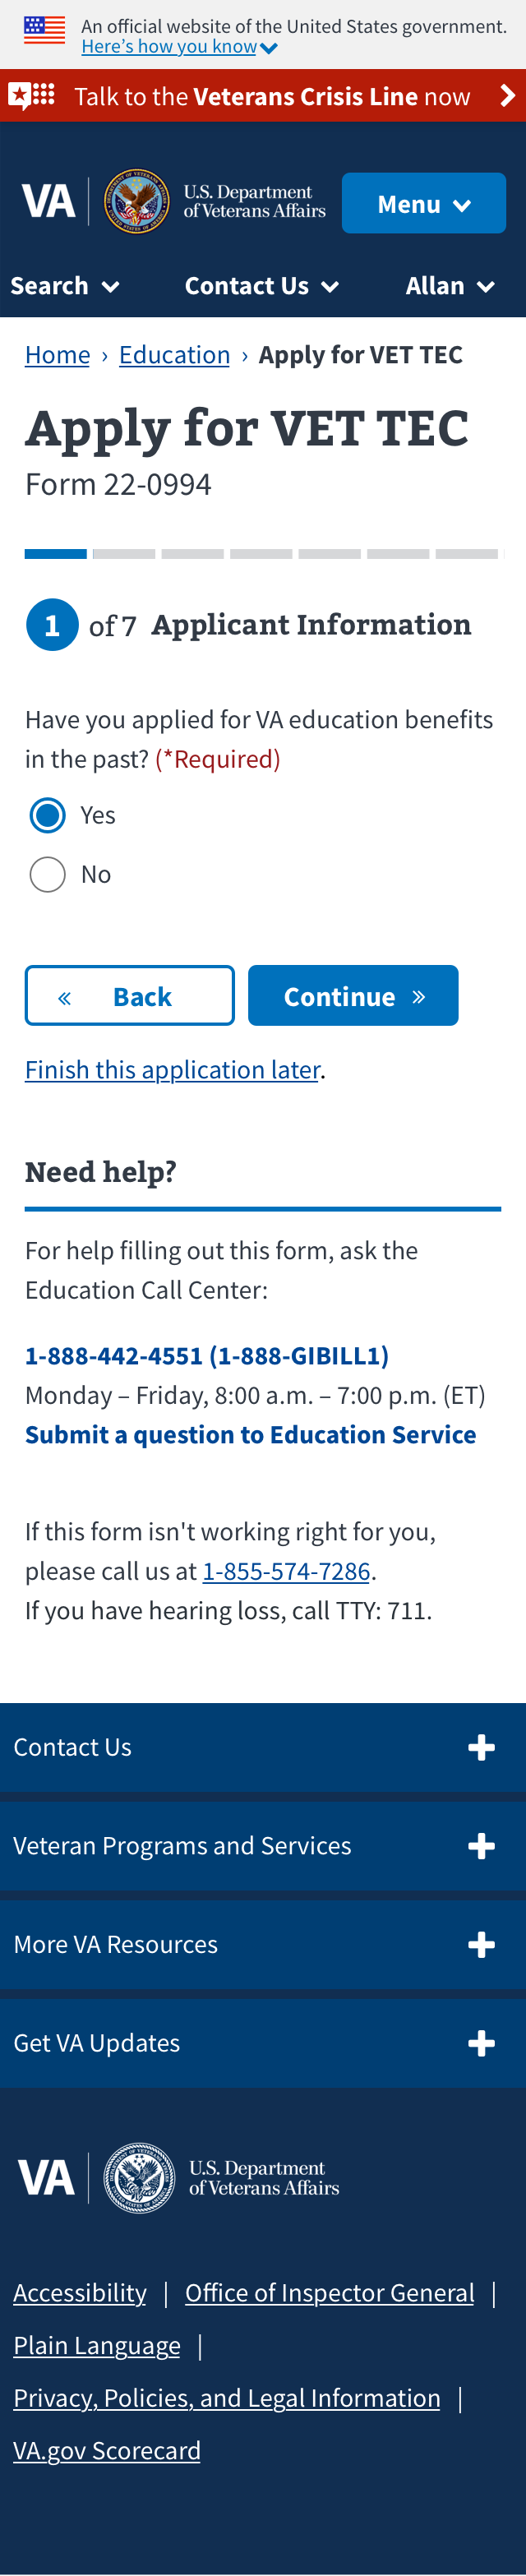 An official website of the United States government.
Here’s how you know
Talk to the Veterans Crisis Line now
VA
U.S. Department
of Veterans Affairs
Menu
Search
Contact Us
Allan
Home › Education › Apply for VET TEC
Apply for VET TEC
Form 22-0994
1 of 7 Applicant Information
Have you applied for VA education benefits
in the past? (*Required)
Yes
No
« Back
Continue »
Finish this application later.
Need help?
For help filling out this form, ask the
Education Call Center:
1-888-442-4551 (1-888-GIBILL1)
Monday – Friday, 8:00 a.m. – 7:00 p.m. (ET)
Submit a question to Education Service
If this form isn't working right for you,
please call us at 1-855-574-7286.
If you have hearing loss, call TTY: 711.
Contact Us
Veteran Programs and Services
More VA Resources
Get VA Updates
VA
U.S. Department
of Veterans Affairs
Accessibility | Office of Inspector General |
Plain Language |
Privacy, Policies, and Legal Information |
VA.gov Scorecard